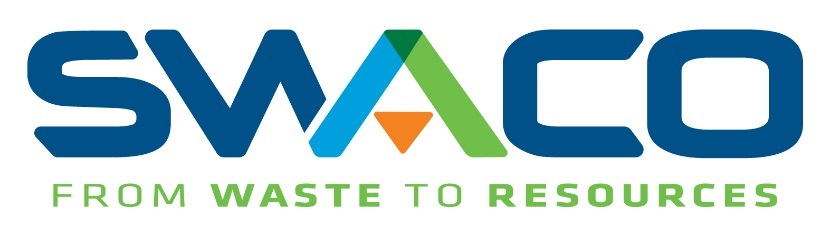 SWACO
FROM WASTE TO RESOURCES